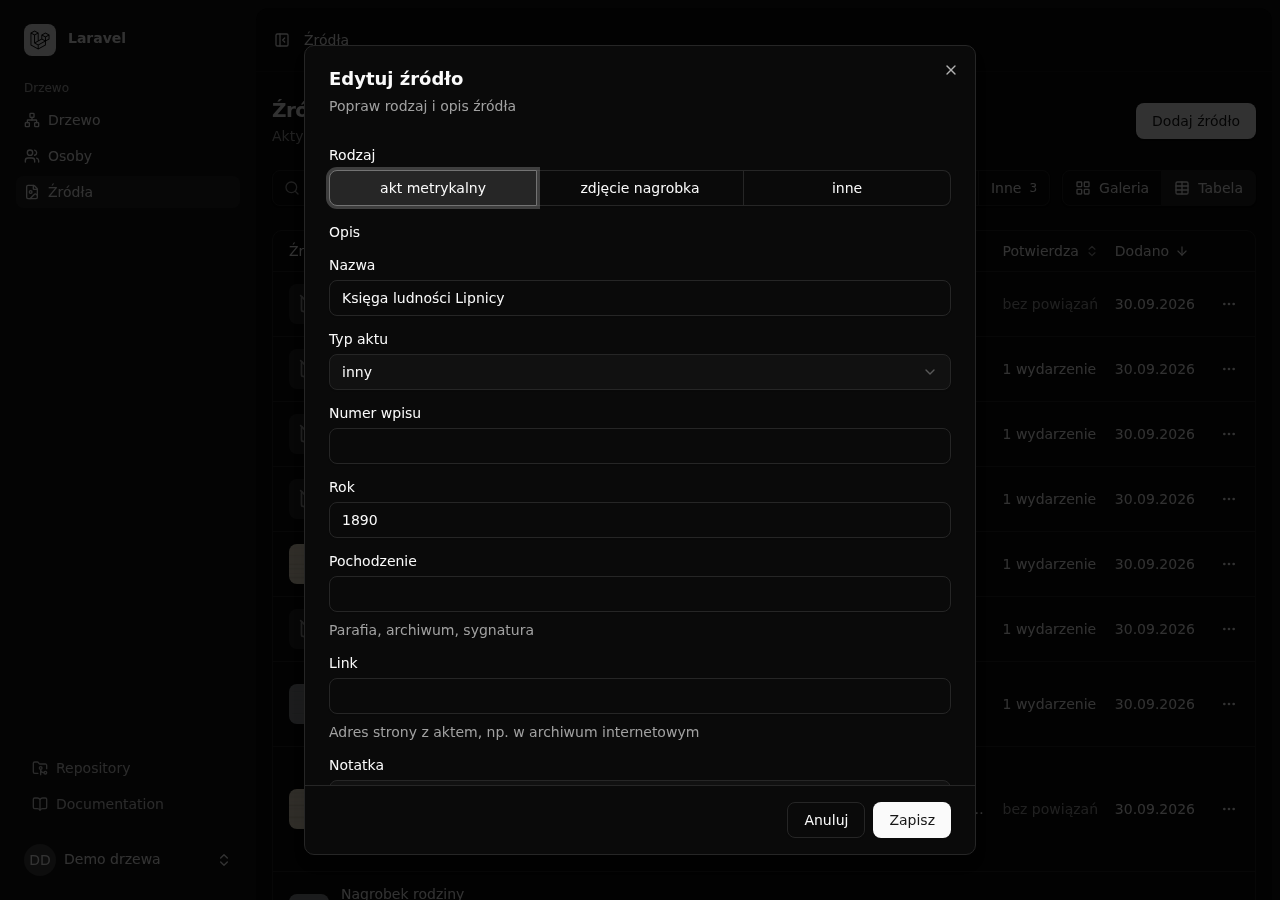 Laravel
Źródła
Drzewo
Drzewo
Osoby
Źródła
Akty
Dodaj źródło
Inne 3
Galeria
Tabela
Potwierdza
Dodano
bez powiązań 30.09.2026
1 wydarzenie 30.09.2026
1 wydarzenie 30.09.2026
1 wydarzenie 30.09.2026
1 wydarzenie 30.09.2026
1 wydarzenie 30.09.2026
1 wydarzenie 30.09.2026
bez powiązań 30.09.2026
Nagrobek rodziny
Edytuj źródło
Popraw rodzaj i opis źródła
Rodzaj
akt metrykalny
zdjęcie nagrobka
inne
Opis
Nazwa
Księga ludności Lipnicy
Typ aktu
inny
Numer wpisu
Rok
1890
Pochodzenie
Parafia, archiwum, sygnatura
Link
Adres strony z aktem, np. w archiwum internetowym
Notatka
Anuluj
Zapisz
Repository
Documentation
DD
Demo drzewa